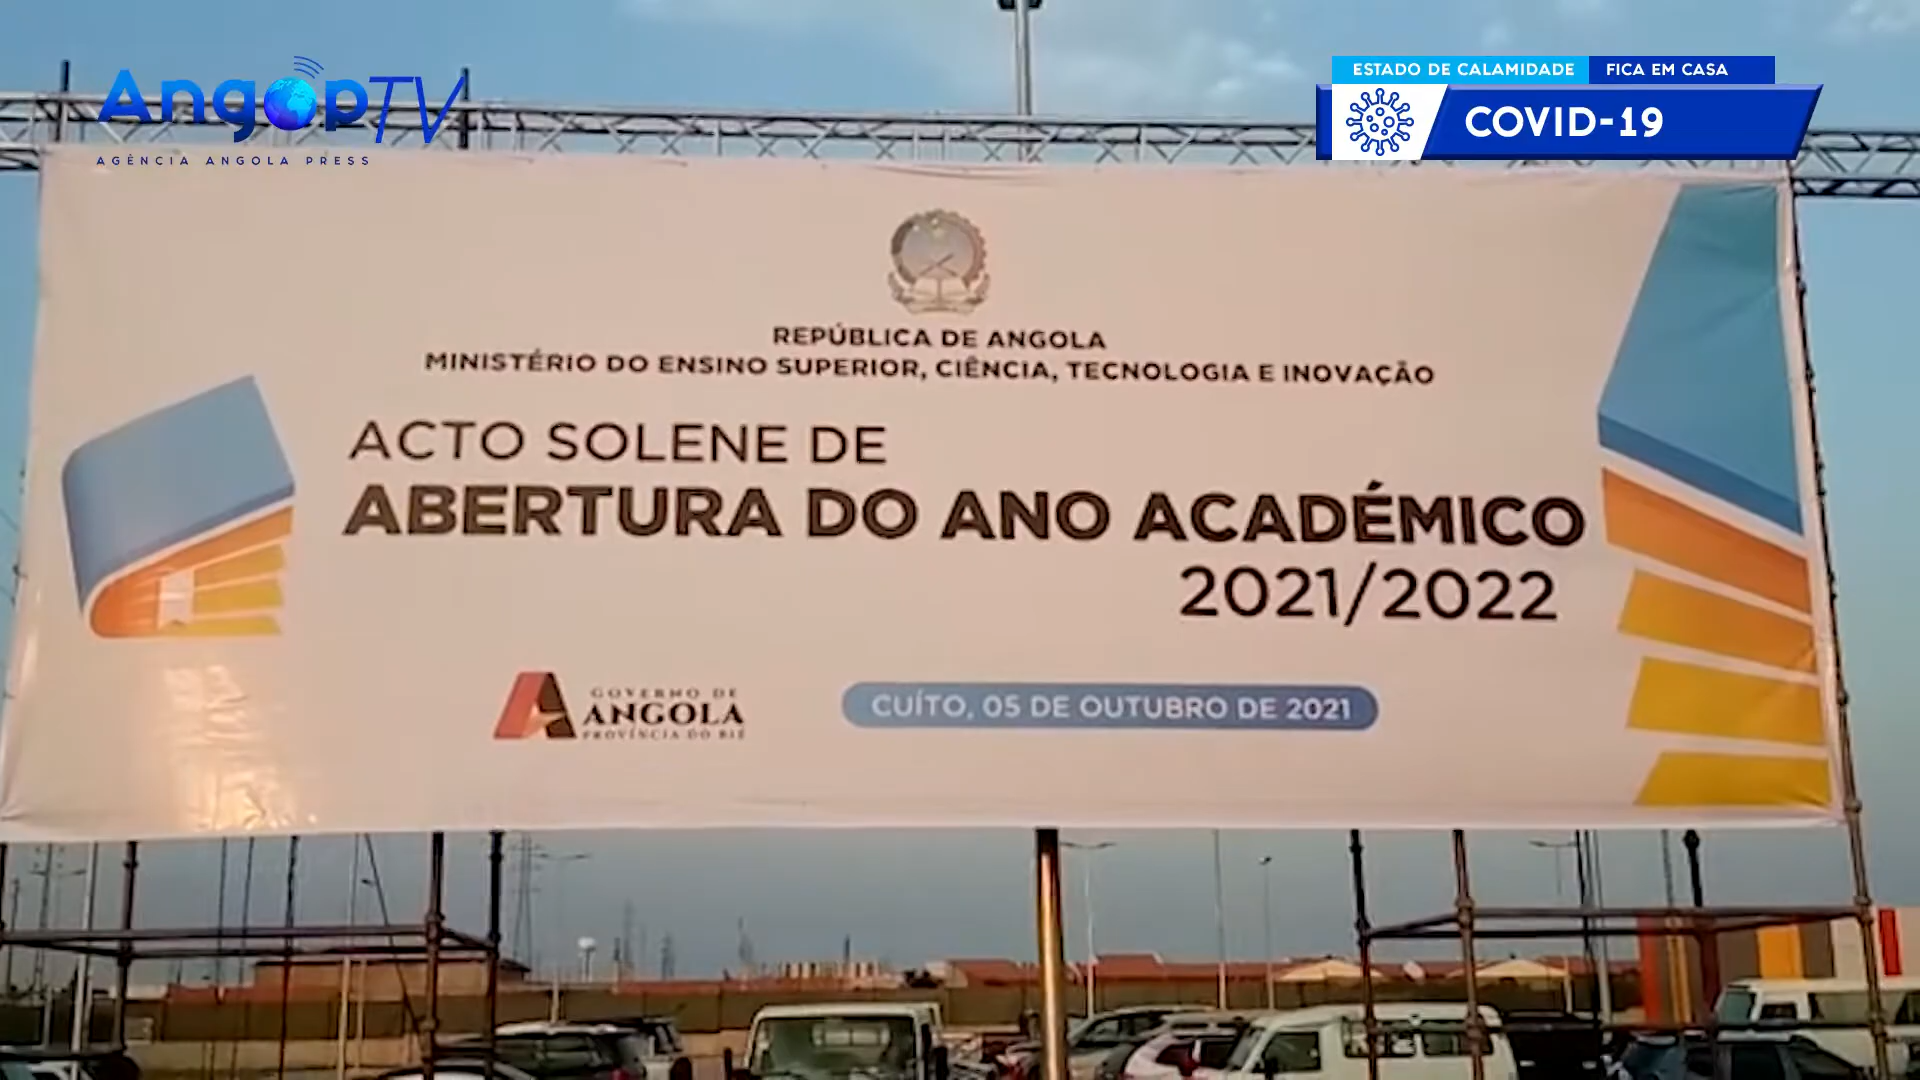 AngopTV
AGÊNCIA ANGOLA PRESS
ESTADO DE CALAMIDADE FICA EM CASA
COVID-19
REPÚBLICA DE ANGOLA
MINISTÉRIO DO ENSINO SUPERIOR, CIÊNCIA, TECNOLOGIA E INOVAÇÃO
ACTO SOLENE DE
ABERTURA DO ANO ACADÉMICO
2021/2022
GOVERNO DE
ANGOLA
PROVÍNCIA DO BIÉ
CUÍTO, 05 DE OUTUBRO DE 2021